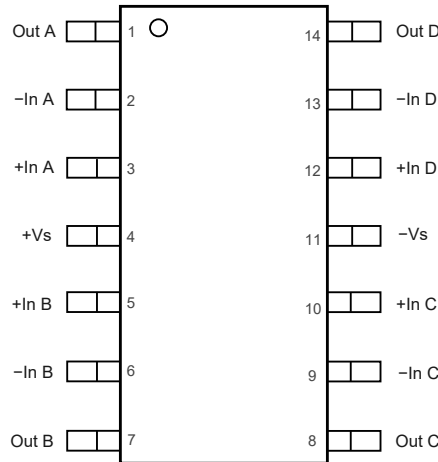 Out A 1 14 Out D
−In A 2 13 −In D
+In A 3 12 +In D
+Vs 4 11 −Vs
+In B 5 10 +In C
−In B 6 9 −In C
Out B 7 8 Out C